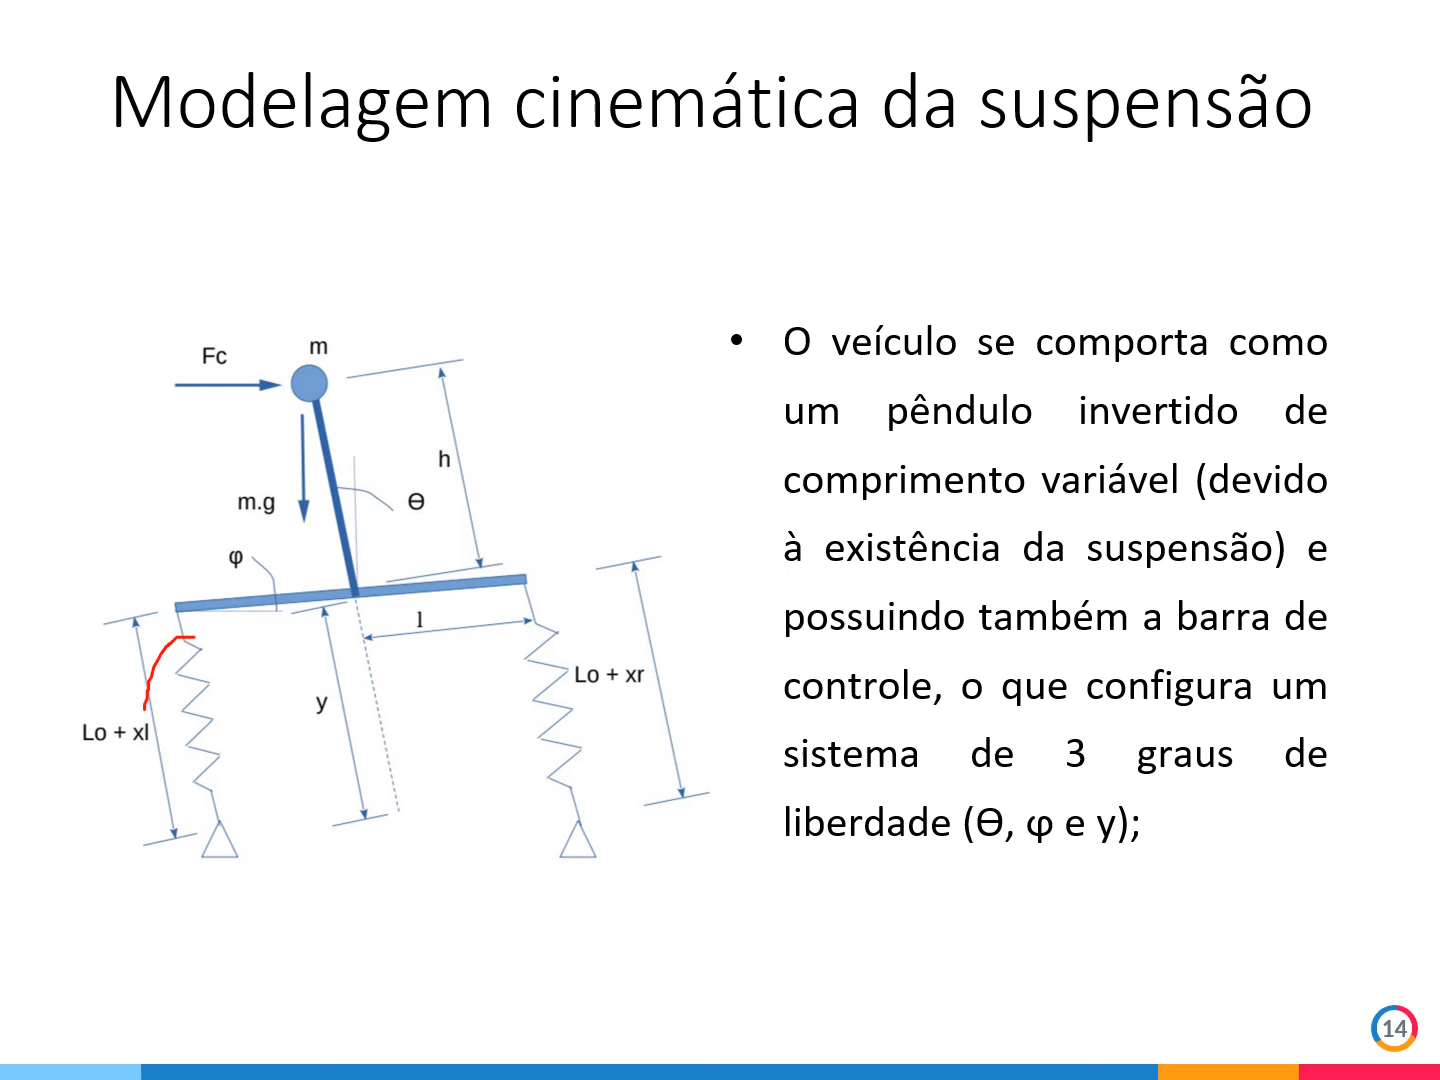 Modelagem cinemática da suspensão
Fc
m
h
m.g
Ө
φ
l
Lo + xr
y
Lo + xl
• O veículo se comporta como
um pêndulo invertido de
comprimento variável (devido
à existência da suspensão) e
possuindo também a barra de
controle, o que configura um
sistema de 3 graus de
liberdade (Ө, φ e y);
14